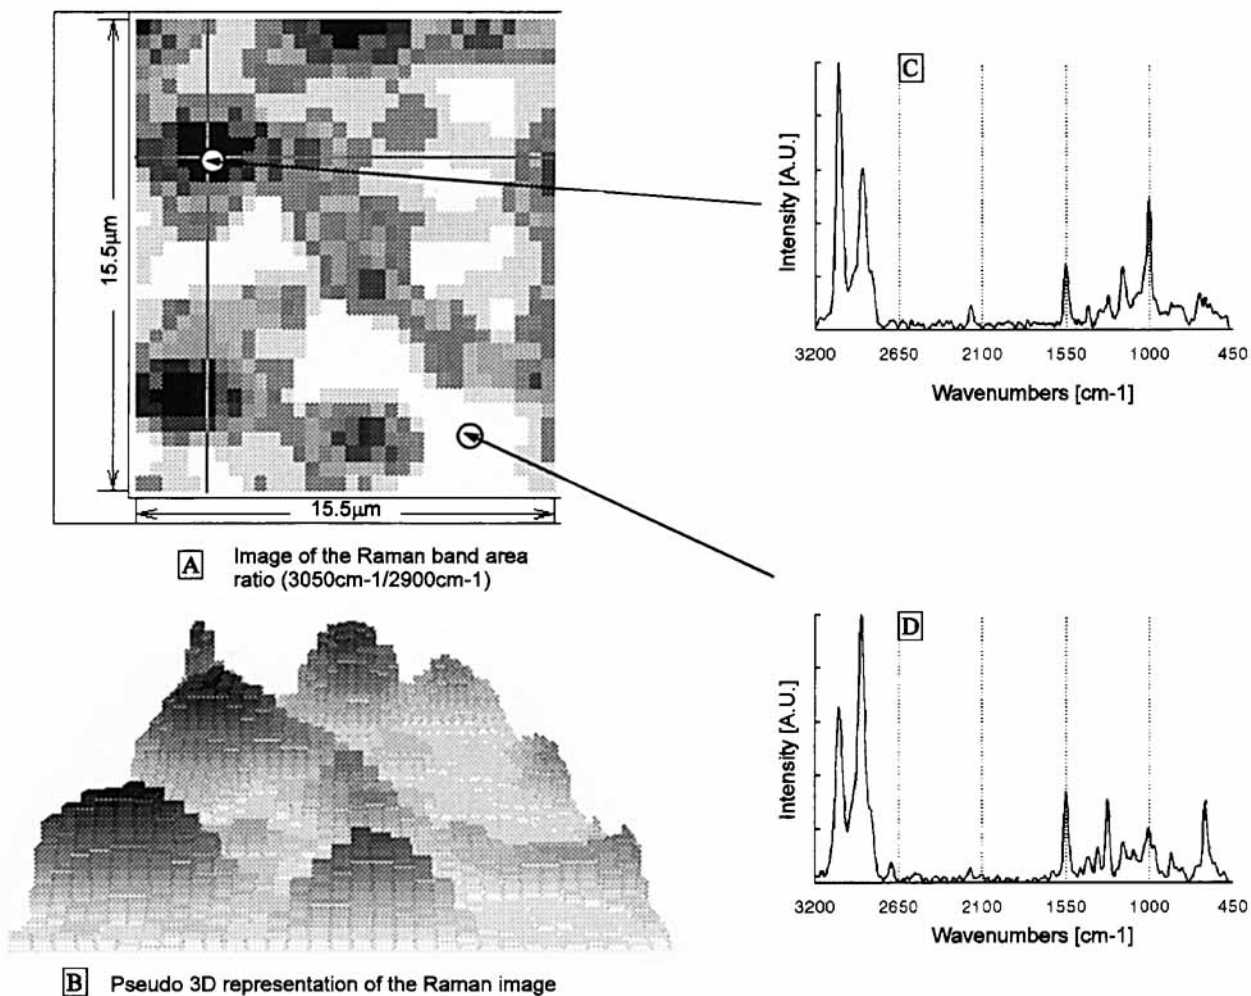 15.5μm
15.5μm
A
Image of the Raman band area
ratio (3050cm-1/2900cm-1)
B
Pseudo 3D representation of the Raman image
C
Intensity [A.U.]
3200 2650 2100 1550 1000 450
Wavenumbers [cm-1]
D
Intensity [A.U.]
3200 2650 2100 1550 1000 450
Wavenumbers [cm-1]